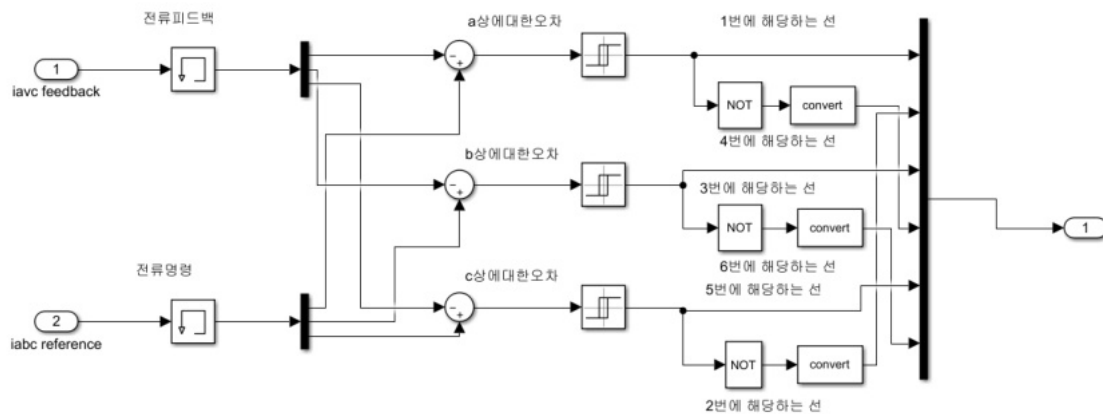 전류피드백
a상에대한오차
1번에 해당하는 선
1
iavc feedback
NOT
convert
4번에 해당하는 선
b상에대한오차
3번에 해당하는 선
NOT
convert
1
전류명령
6번에 해당하는 선
c상에대한오차
5번에 해당하는 선
2
iabc reference
NOT
convert
2번에 해당하는 선